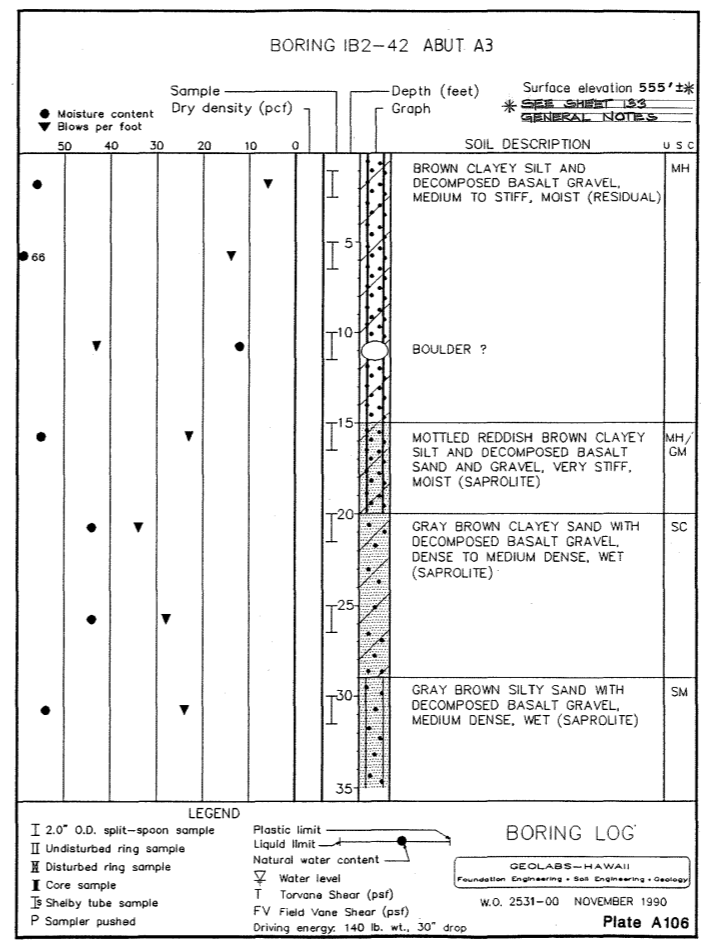 BORING IB2-42 ABUT A3
Sample
Dry density (pcf)
Depth (feet)
Graph
Surface elevation 555'±*
* SEE SHEET 133
GENERAL NOTES
● Moisture content
▼ Blows per foot
50 40 30 20 10 0
SOIL DESCRIPTION
U S C
BROWN CLAYEY SILT AND
DECOMPOSED BASALT GRAVEL,
MEDIUM TO STIFF, MOIST (RESIDUAL)
MH
5
66
10
BOULDER ?
15
MOTTLED REDDISH BROWN CLAYEY
SILT AND DECOMPOSED BASALT
SAND AND GRAVEL, VERY STIFF,
MOIST (SAPROLITE)
MH/
GM
20
GRAY BROWN CLAYEY SAND WITH
DECOMPOSED BASALT GRAVEL,
DENSE TO MEDIUM DENSE, WET
(SAPROLITE)
SC
25
30
GRAY BROWN SILTY SAND WITH
DECOMPOSED BASALT GRAVEL,
MEDIUM DENSE, WET (SAPROLITE)
SM
35
LEGEND
2.0" O.D. split-spoon sample
Undisturbed ring sample
Disturbed ring sample
Core sample
Is Shelby tube sample
P Sampler pushed
Plastic limit
Liquid limit
Natural water content
Water level
T Torvane Shear (psf)
FV Field Vane Shear (psf)
Driving energy: 140 lb. wt., 30" drop
BORING LOG
GEOLABS-HAWAII
Foundation Engineering • Soil Engineering • Geology
W.O. 2531-00 NOVEMBER 1990
Plate A106